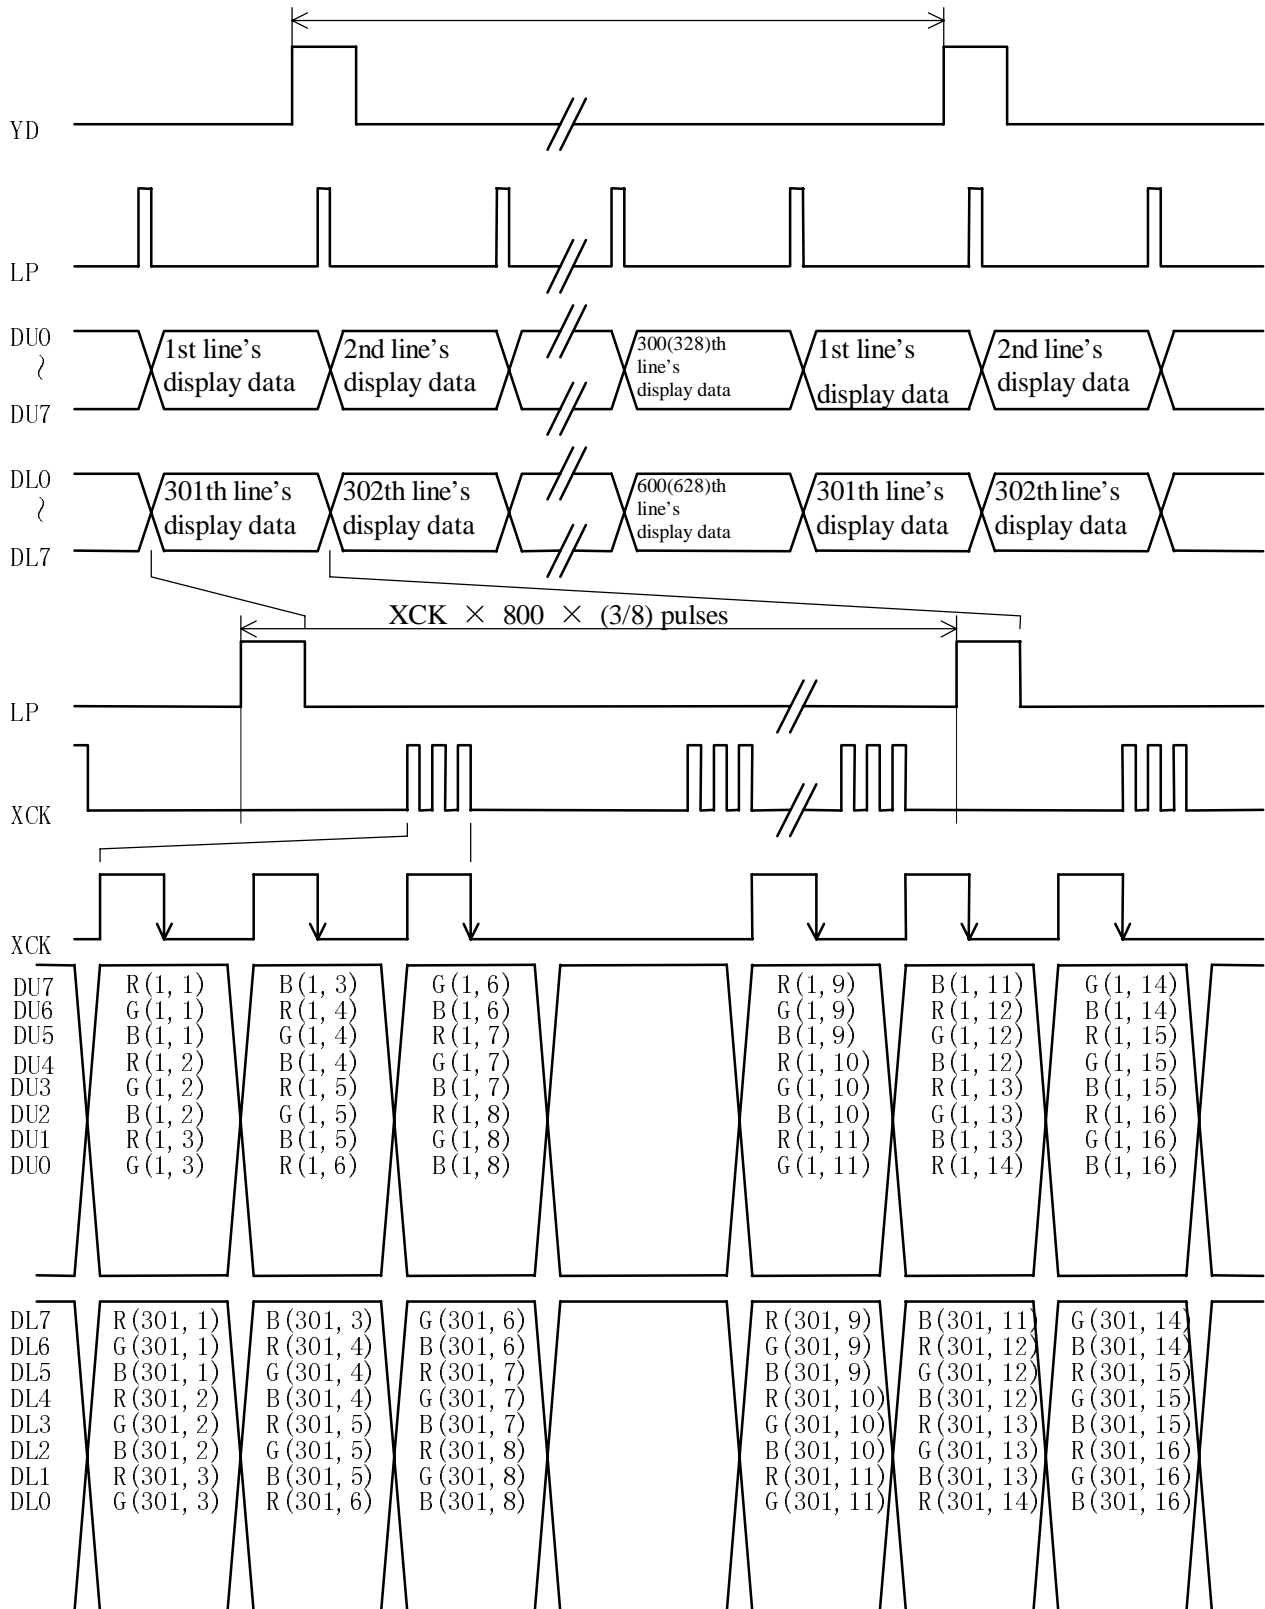 YD
LP
DU0
~
DU7
1st line's
display data
2nd line's
display data
300(328)th
line's
display data
1st line's
display data
2nd line's
display data
DL0
~
DL7
301th line's
display data
302th line's
display data
600(628)th
line's
display data
301th line's
display data
302th line's
display data
XCK × 800 × (3/8) pulses
LP
XCK
XCK
DU7 R(1, 1) B(1, 3) G(1, 6) R(1, 9) B(1, 11) G(1, 14)
DU6 G(1, 1) R(1, 4) B(1, 6) G(1, 9) R(1, 12) B(1, 14)
DU5 B(1, 1) G(1, 4) R(1, 7) B(1, 9) G(1, 12) R(1, 15)
DU4 R(1, 2) B(1, 4) G(1, 7) R(1, 10) B(1, 12) G(1, 15)
DU3 G(1, 2) R(1, 5) B(1, 7) G(1, 10) R(1, 13) B(1, 15)
DU2 B(1, 2) G(1, 5) R(1, 8) B(1, 10) G(1, 13) R(1, 16)
DU1 R(1, 3) B(1, 5) G(1, 8) R(1, 11) B(1, 13) G(1, 16)
DU0 G(1, 3) R(1, 6) B(1, 8) G(1, 11) R(1, 14) B(1, 16)
DL7 R(301, 1) B(301, 3) G(301, 6) R(301, 9) B(301, 11) G(301, 14)
DL6 G(301, 1) R(301, 4) B(301, 6) G(301, 9) R(301, 12) B(301, 14)
DL5 B(301, 1) G(301, 4) R(301, 7) B(301, 9) G(301, 12) R(301, 15)
DL4 R(301, 2) B(301, 4) G(301, 7) R(301, 10) B(301, 12) G(301, 15)
DL3 G(301, 2) R(301, 5) B(301, 7) G(301, 10) R(301, 13) B(301, 15)
DL2 B(301, 2) G(301, 5) R(301, 8) B(301, 10) G(301, 13) R(301, 16)
DL1 R(301, 3) B(301, 5) G(301, 8) R(301, 11) B(301, 13) G(301, 16)
DL0 G(301, 3) R(301, 6) B(301, 8) G(301, 11) R(301, 14) B(301, 16)